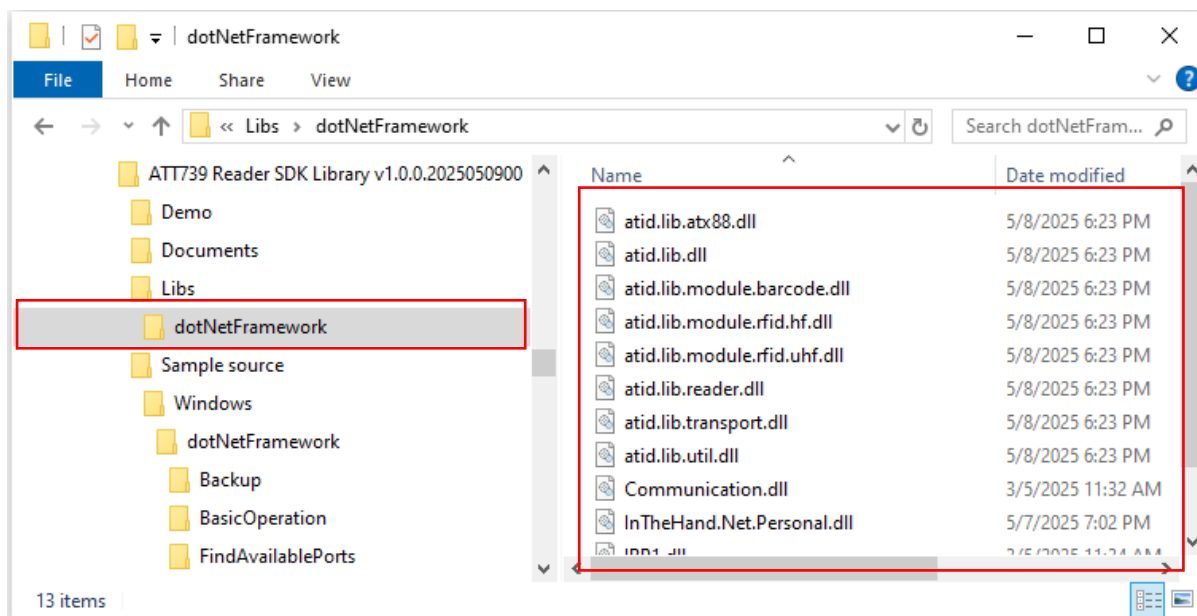 dotNetFramework
File Home Share View
« Libs > dotNetFramework
Search dotNetFram...
ATT739 Reader SDK Library v1.0.0.2025050900
Demo
Documents
Libs
dotNetFramework
Sample source
Windows
dotNetFramework
Backup
BasicOperation
FindAvailablePorts
Name Date modified
atid.lib.atx88.dll 5/8/2025 6:23 PM
atid.lib.dll 5/8/2025 6:23 PM
atid.lib.module.barcode.dll 5/8/2025 6:23 PM
atid.lib.module.rfid.hf.dll 5/8/2025 6:23 PM
atid.lib.module.rfid.uhf.dll 5/8/2025 6:23 PM
atid.lib.reader.dll 5/8/2025 6:23 PM
atid.lib.transport.dll 5/8/2025 6:23 PM
atid.lib.util.dll 5/8/2025 6:23 PM
Communication.dll 3/5/2025 11:32 AM
InTheHand.Net.Personal.dll 5/7/2025 7:02 PM
13 items